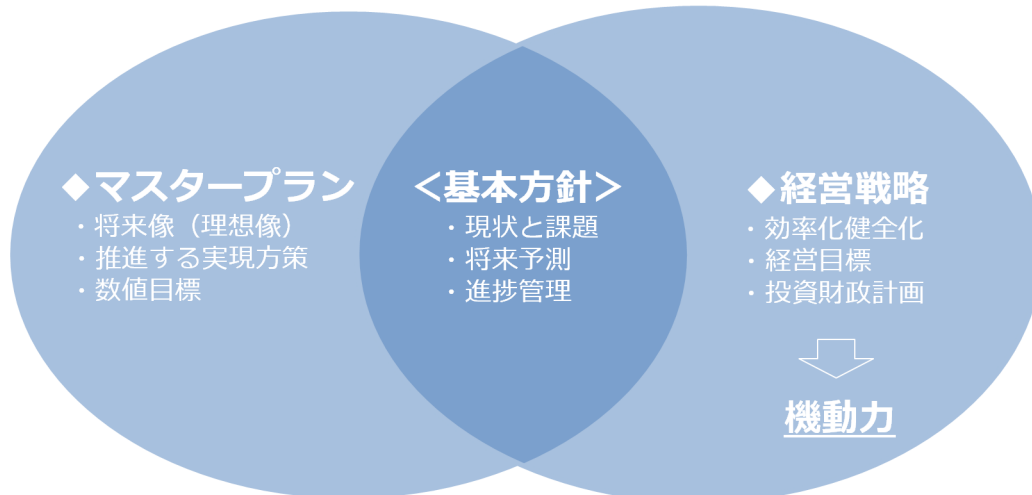 ◆マスタープラン
・将来像（理想像）
・推進する実現方策
・数値目標
＜基本方針＞
・現状と課題
・将来予測
・進捗管理
◆経営戦略
・効率化健全化
・経営目標
・投資財政計画
機動力